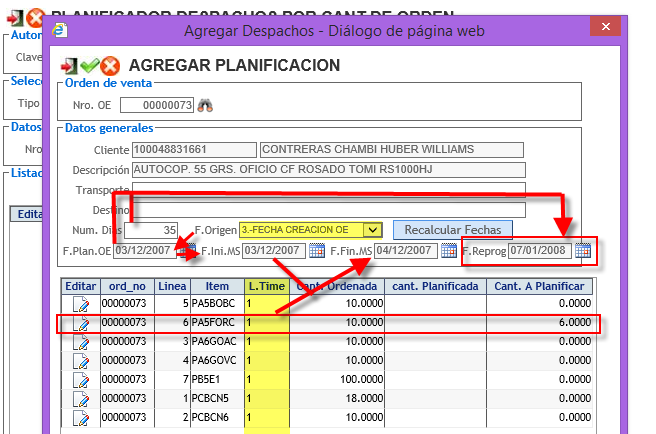 PLANIFICADOR DESPACHOS POR CANT DE ORDEN
Agregar Despachos - Diálogo de página web
AGREGAR PLANIFICACION
Autor
Clave
Selec
Tipo
Datos
Nro
Listac
Edita
Orden de venta
Nro. OE 00000073
Datos generales
Cliente 100048831661 CONTRERAS CHAMBI HUBER WILLIAMS
Descripción AUTOCOP. 55 GRS. OFICIO CF ROSADO TOMI RS1000HJ
Transporte
Destino
Num. Dias 35 F.Origen 3.-FECHA CREACION OE Recalcular Fechas
F.Plan.OE 03/12/2007 F.Ini.MS 03/12/2007 F.Fin.MS 04/12/2007 F.Reprog 07/01/2008
Editar ord_no Linea Item L.Time Cant. Ordenada cant. Planificada Cant. A Planificar
00000073 5 PA5BOBC 1 10.0000 0.0000
00000073 6 PA5FORC 1 10.0000 6.0000
00000073 3 PA6GOAC 1 10.0000 0.0000
00000073 4 PA6GOVC 1 10.0000 0.0000
00000073 7 PB5E1 1 100.0000 0.0000
00000073 1 PCBCN5 1 18.0000 0.0000
00000073 2 PCBCN6 1 10.0000 0.0000